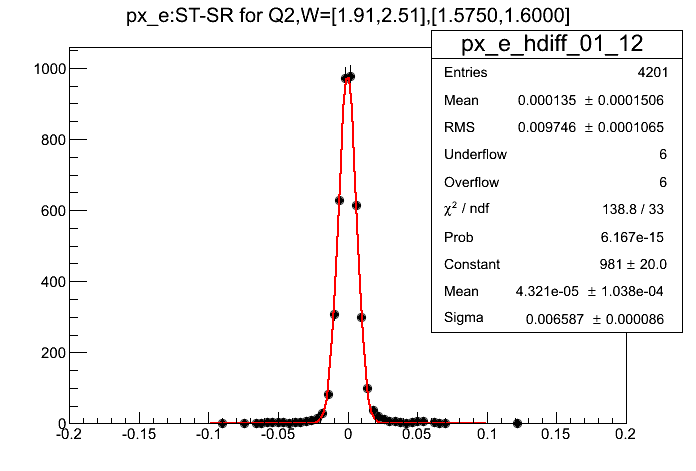 px_e:ST-SR for Q2,W=[1.91,2.51],[1.5750,1.6000]
px_e_hdiff_01_12
Entries 4201
Mean 0.000135 ± 0.0001506
RMS 0.009746 ± 0.0001065
Underflow 6
Overflow 6
χ² / ndf 138.8 / 33
Prob 6.167e-15
Constant 981 ± 20.0
Mean 4.321e-05 ± 1.038e-04
Sigma 0.006587 ± 0.000086
1000
800
600
400
200
0
-0.2 -0.15 -0.1 -0.05 0 0.05 0.1 0.15 0.2